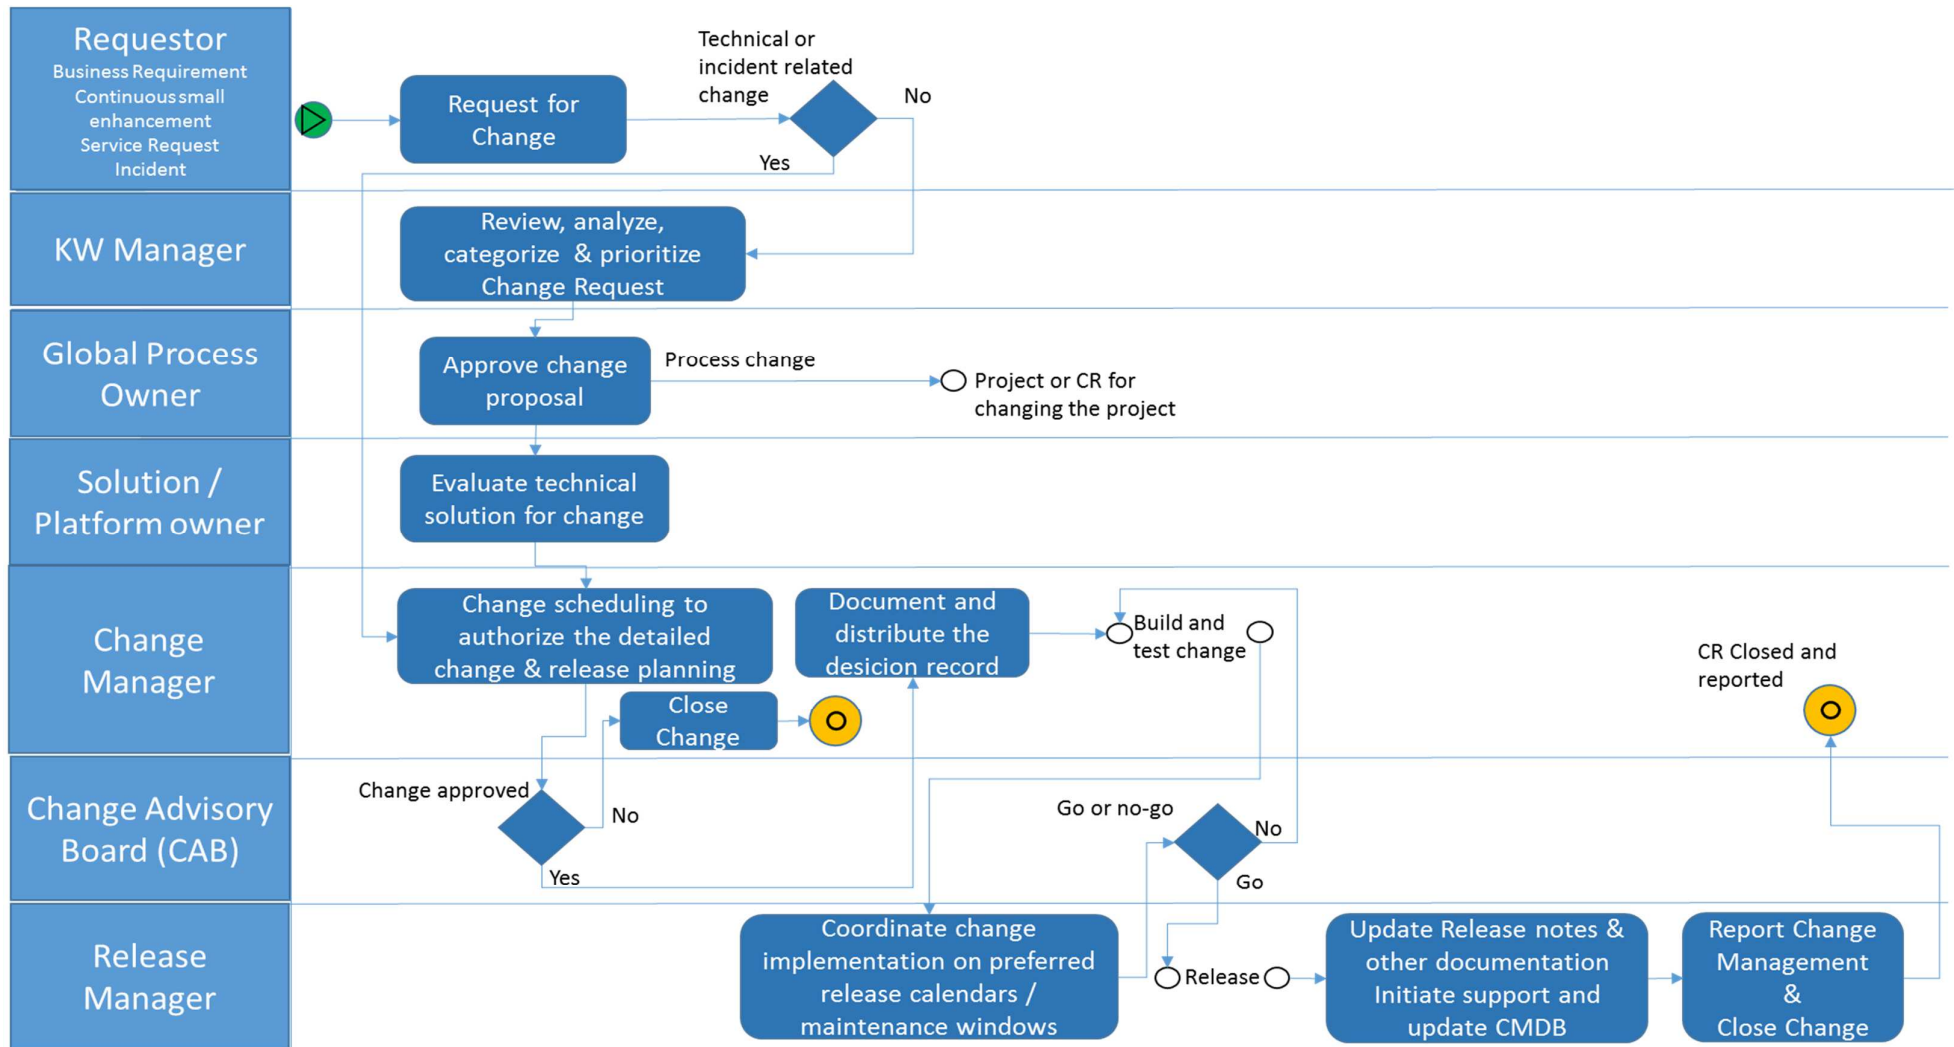 Requestor
Business Requirement
Continuous small
enhancement
Service Request
Incident
Request for
Change
Technical or
incident related
change
No
Yes
KW Manager
Review, analyze,
categorize & prioritize
Change Request
Global Process
Owner
Approve change
proposal
Process change
Project or CR for
changing the project
Solution /
Platform owner
Evaluate technical
solution for change
Change
Manager
Change scheduling to
authorize the detailed
change & release planning
Document and
distribute the
desicion record
Build and
test change
Close
Change
CR Closed and
reported
Change Advisory
Board (CAB)
Change approved
No
Yes
Go or no-go
No
Go
Release
Manager
Coordinate change
implementation on preferred
release calendars /
maintenance windows
Release
Update Release notes &
other documentation
Initiate support and
update CMDB
Report Change
Management
&
Close Change